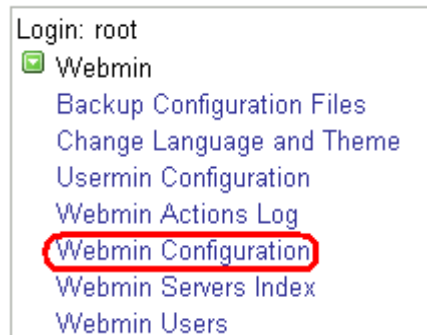 Login: root
Webmin
Backup Configuration Files
Change Language and Theme
Usermin Configuration
Webmin Actions Log
Webmin Configuration
Webmin Servers Index
Webmin Users